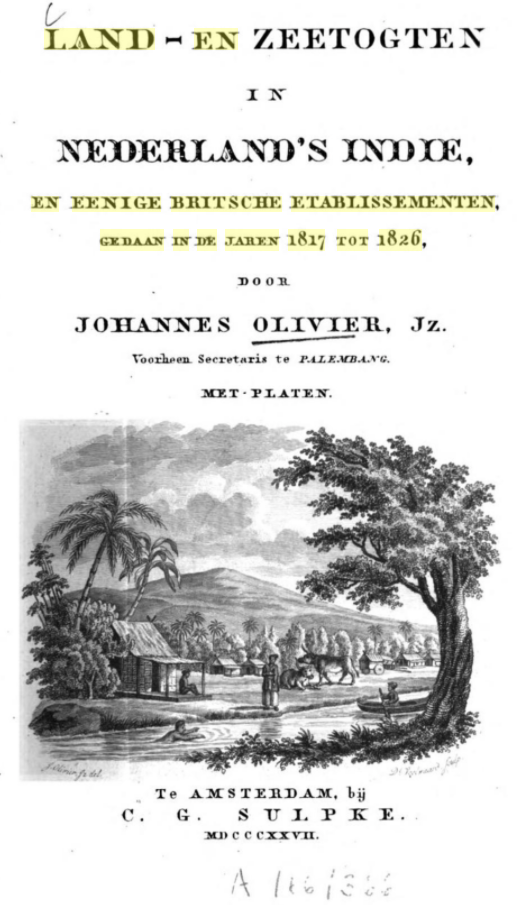 LAND - EN ZEETOGTEN
IN
NEDERLAND'S INDIE,
EN EENIGE BRITSCHE ETABLISSEMENTEN,
GEDAAN IN DE JAREN 1817 TOT 1826,
DOOR
JOHANNES OLIVIER, Jz.
Voorheen Secretaris te PALEMBANG.
MET PLATEN.
Te AMSTERDAM, bij
C. G. SULPKE.
MDCCCXXVII.